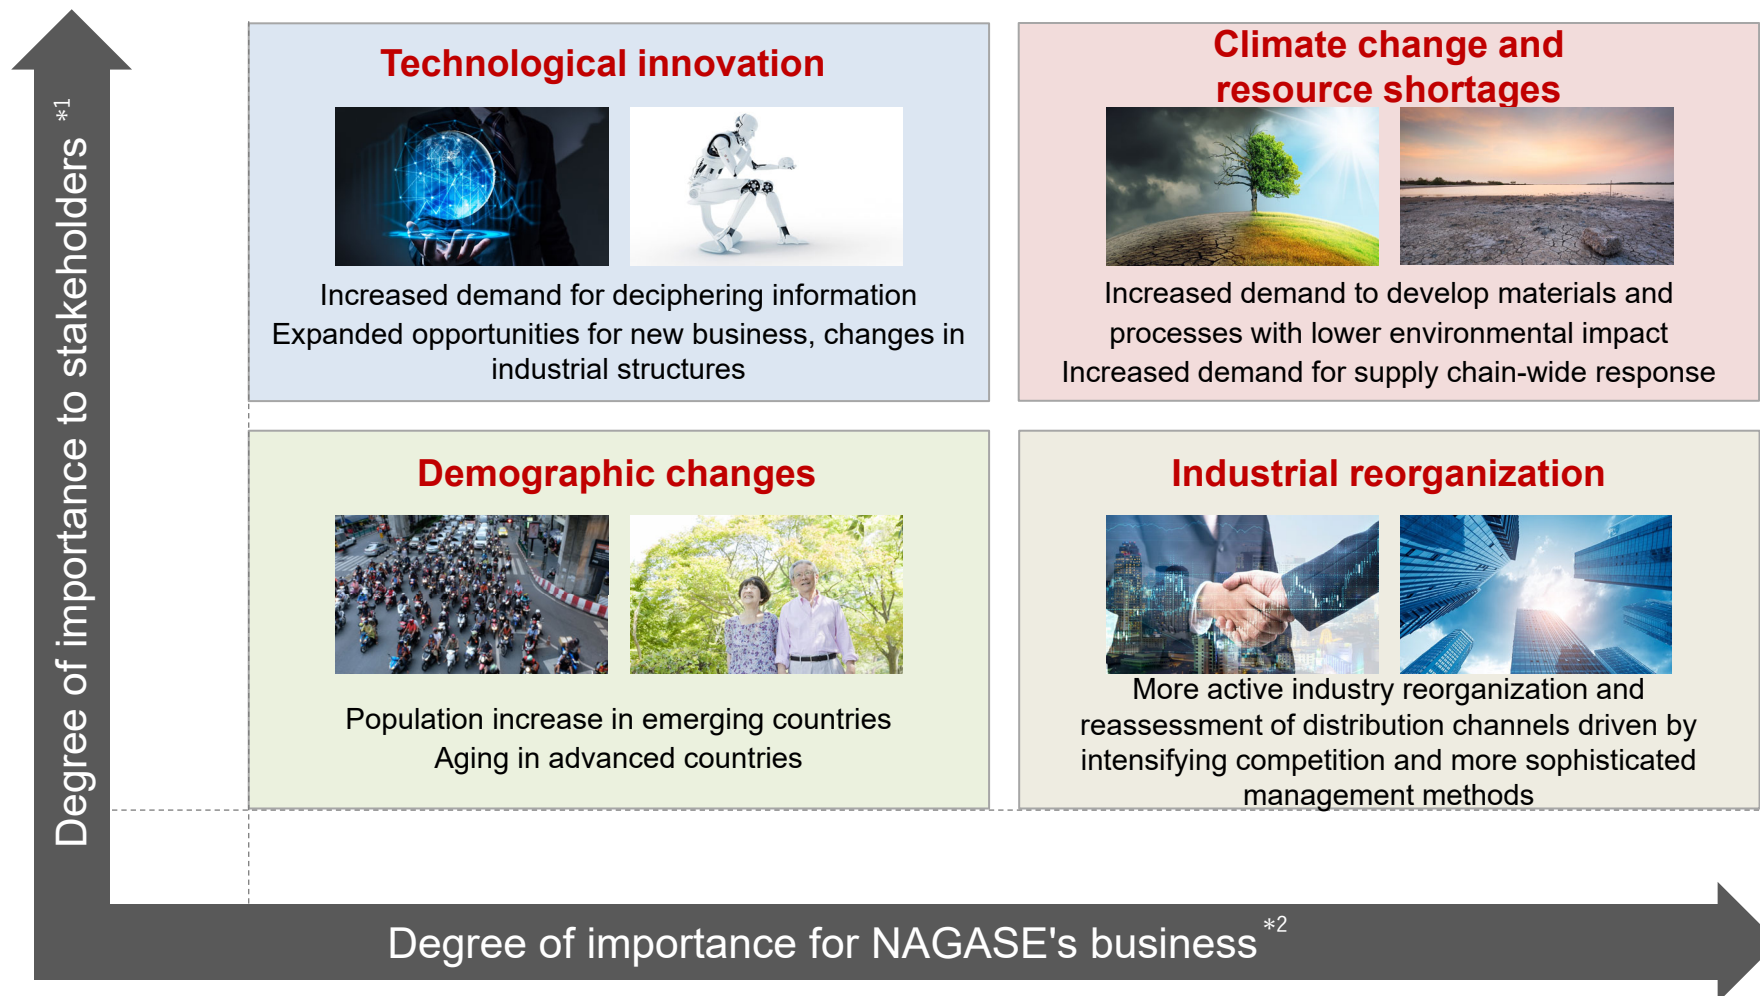 Degree of importance to stakeholders *1
Technological innovation
Increased demand for deciphering information
Expanded opportunities for new business, changes in
industrial structures
Climate change and
resource shortages
Increased demand to develop materials and
processes with lower environmental impact
Increased demand for supply chain-wide response
Demographic changes
Population increase in emerging countries
Aging in advanced countries
Industrial reorganization
More active industry reorganization and
reassessment of distribution channels driven by
intensifying competition and more sophisticated
management methods
Degree of importance for NAGASE's business *2